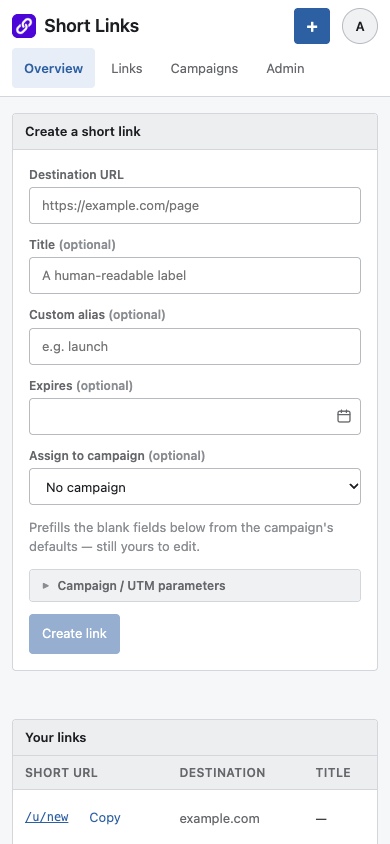 Short Links
+
A
Overview Links Campaigns Admin
Create a short link
Destination URL
https://example.com/page
Title (optional)
A human-readable label
Custom alias (optional)
e.g. launch
Expires (optional)
Assign to campaign (optional)
No campaign
Prefills the blank fields below from the campaign's
defaults — still yours to edit.
Campaign / UTM parameters
Create link
Your links
SHORT URL DESTINATION TITLE
/u/new Copy example.com —